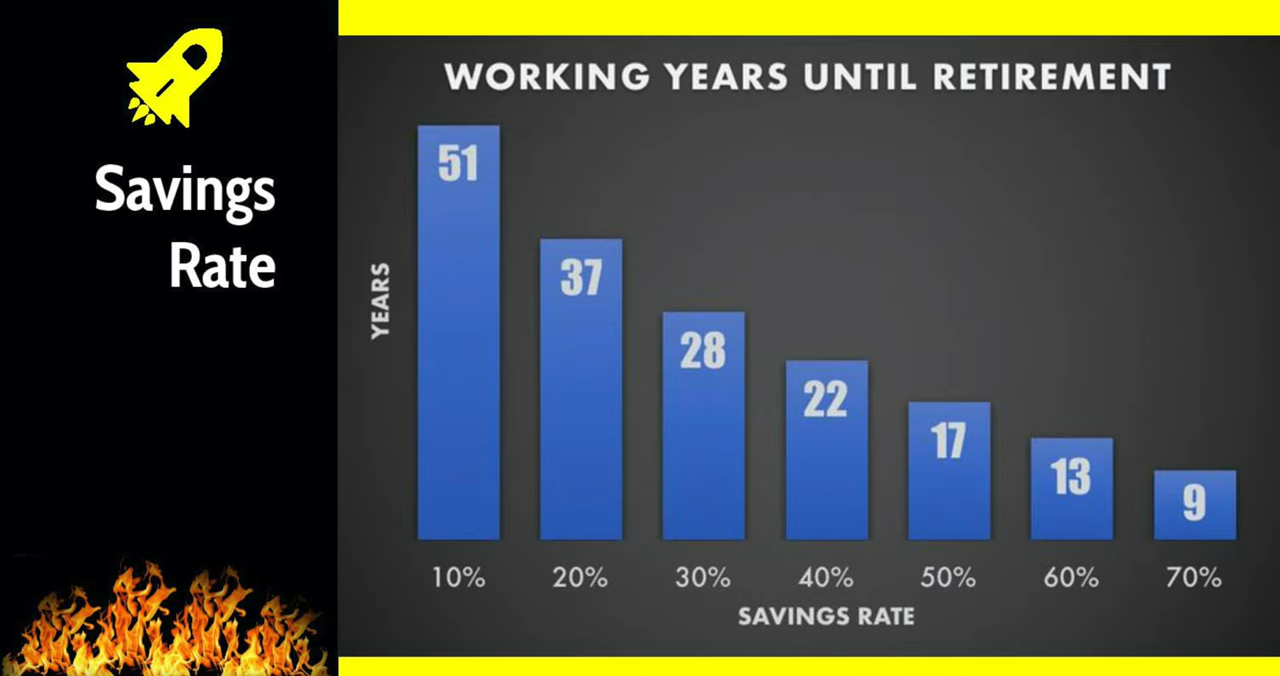 Savings
Rate
WORKING YEARS UNTIL RETIREMENT
YEARS
51
37
28
22
17
13
9
10% 20% 30% 40% 50% 60% 70%
SAVINGS RATE